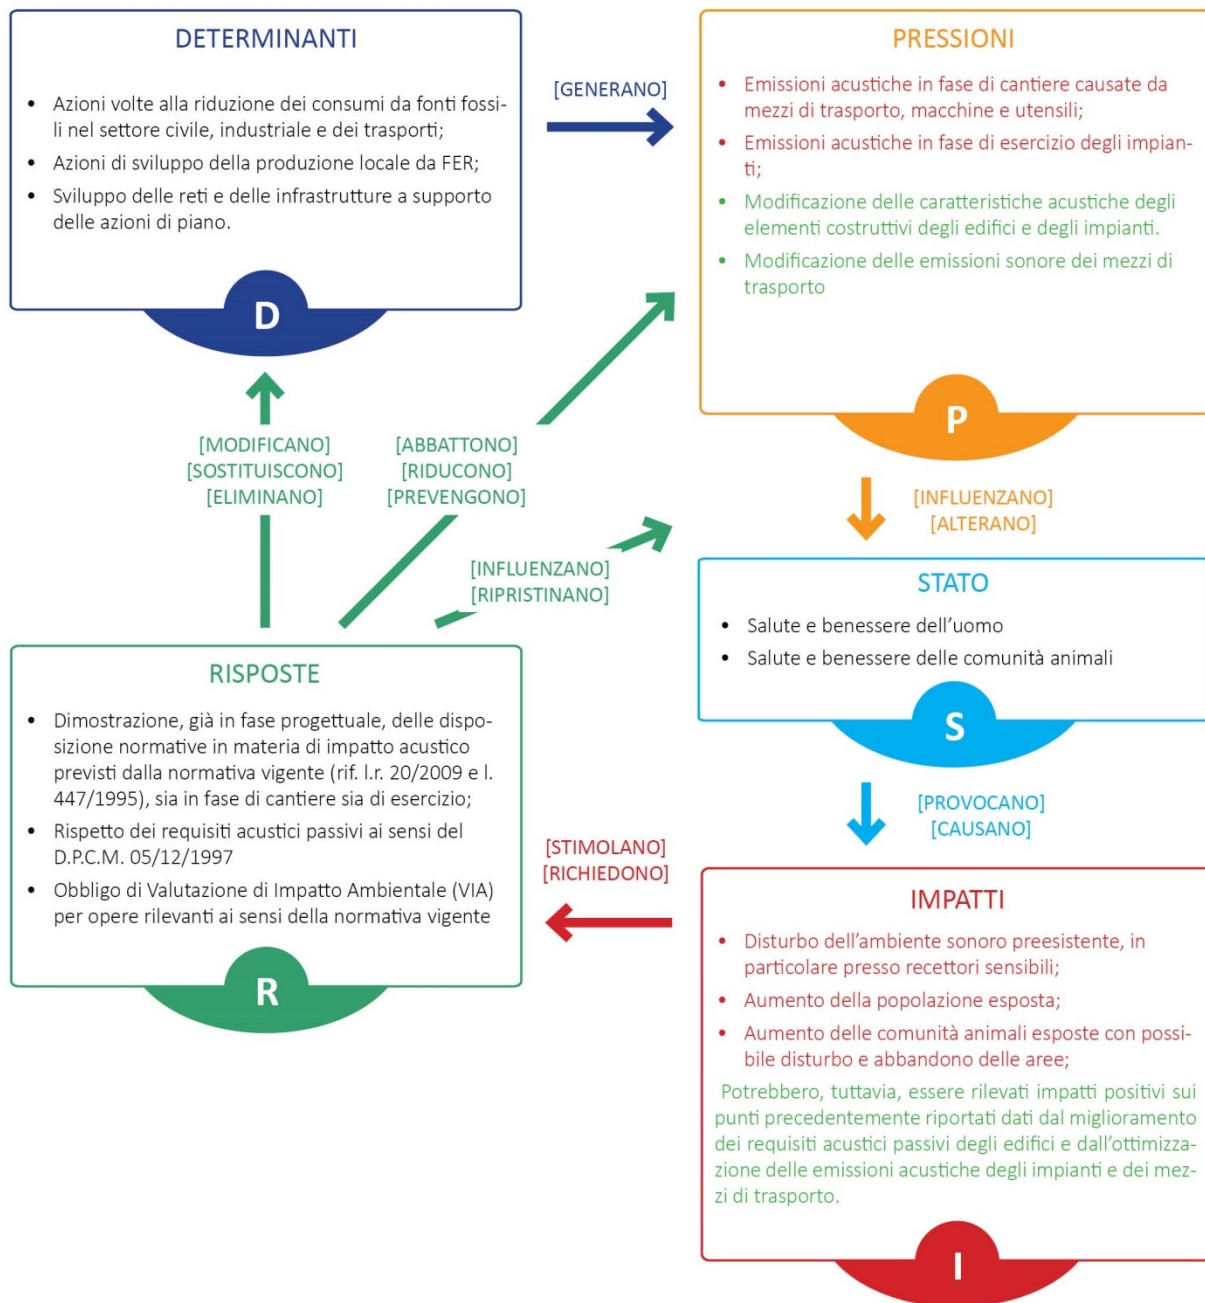 DETERMINANTI
• Azioni volte alla riduzione dei consumi da fonti fossi-
li nel settore civile, industriale e dei trasporti;
• Azioni di sviluppo della produzione locale da FER;
• Sviluppo delle reti e delle infrastrutture a supporto
delle azioni di piano.
D
[GENERANO]
PRESSIONI
• Emissioni acustiche in fase di cantiere causate da
mezzi di trasporto, macchine e utensili;
• Emissioni acustiche in fase di esercizio degli impian-
ti;
• Modificazione delle caratteristiche acustiche degli
elementi costruttivi degli edifici e degli impianti.
• Modificazione delle emissioni sonore dei mezzi di
trasporto
P
[MODIFICANO]
[SOSTITUISCONO]
[ELIMINANO]
[ABBATTONO]
[RIDUCONO]
[PREVENGONO]
[INFLUENZANO]
[RIPRISTINANO]
[INFLUENZANO]
[ALTERANO]
STATO
• Salute e benessere dell’uomo
• Salute e benessere delle comunità animali
S
[PROVOCANO]
[CAUSANO]
RISPOSTE
• Dimostrazione, già in fase progettuale, delle dispo-
sizione normative in materia di impatto acustico
previsti dalla normativa vigente (rif. l.r. 20/2009 e l.
447/1995), sia in fase di cantiere sia di esercizio;
• Rispetto dei requisiti acustici passivi ai sensi del
D.P.C.M. 05/12/1997
• Obbligo di Valutazione di Impatto Ambientale (VIA)
per opere rilevanti ai sensi della normativa vigente
R
[STIMOLANO]
[RICHIEDONO]
IMPATTI
• Disturbo dell’ambiente sonoro preesistente, in
particolare presso recettori sensibili;
• Aumento della popolazione esposta;
• Aumento delle comunità animali esposte con possi-
bile disturbo e abbandono delle aree;
Potrebbero, tuttavia, essere rilevati impatti positivi sui
punti precedentemente riportati dati dal miglioramento
dei requisiti acustici passivi degli edifici e dall’ottimizza-
zione delle emissioni acustiche degli impianti e dei mez-
zi di trasporto.
I